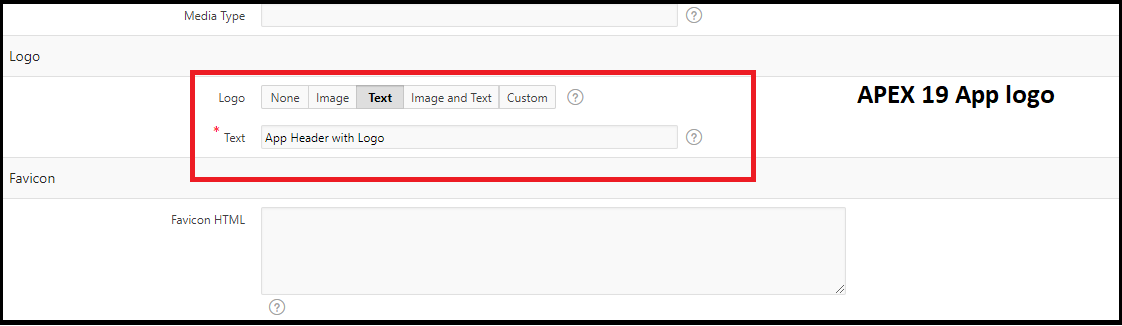 Media Type ?
Logo
Logo None Image Text Image and Text Custom ? APEX 19 App logo
* Text App Header with Logo ?
Favicon
Favicon HTML
?